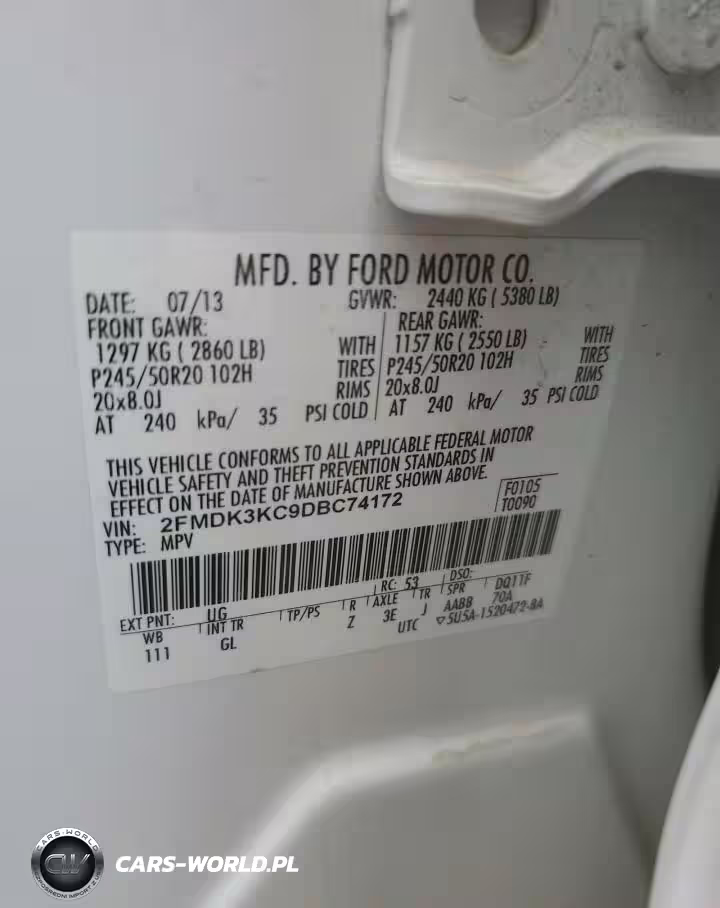 MFD. BY FORD MOTOR CO.
DATE: 07/13 GVWR: 2440 KG ( 5380 LB)
FRONT GAWR: REAR GAWR:
1297 KG ( 2860 LB) WITH 1157 KG ( 2550 LB) WITH
P245/50R20 102H TIRES P245/50R20 102H TIRES
20x8.0J RIMS 20x8.0J RIMS
AT 240 kPa/ 35 PSI COLD AT 240 kPa/ 35 PSI COLD
THIS VEHICLE CONFORMS TO ALL APPLICABLE FEDERAL MOTOR
VEHICLE SAFETY AND THEFT PREVENTION STANDARDS IN
EFFECT ON THE DATE OF MANUFACTURE SHOWN ABOVE.
VIN: 2FMDK3KC9DBC74172 F0105
TYPE: MPV T0090
EXT PNT: UG RC: 53 DSO:
WB INT TR TP/PS R AXLE TR SPR DQ11F
111 GL Z 3E J AABB 70A
UTC ▽5U5A-1520472-BA
CARS-WORLD
CW
CARS-WORLD.PL